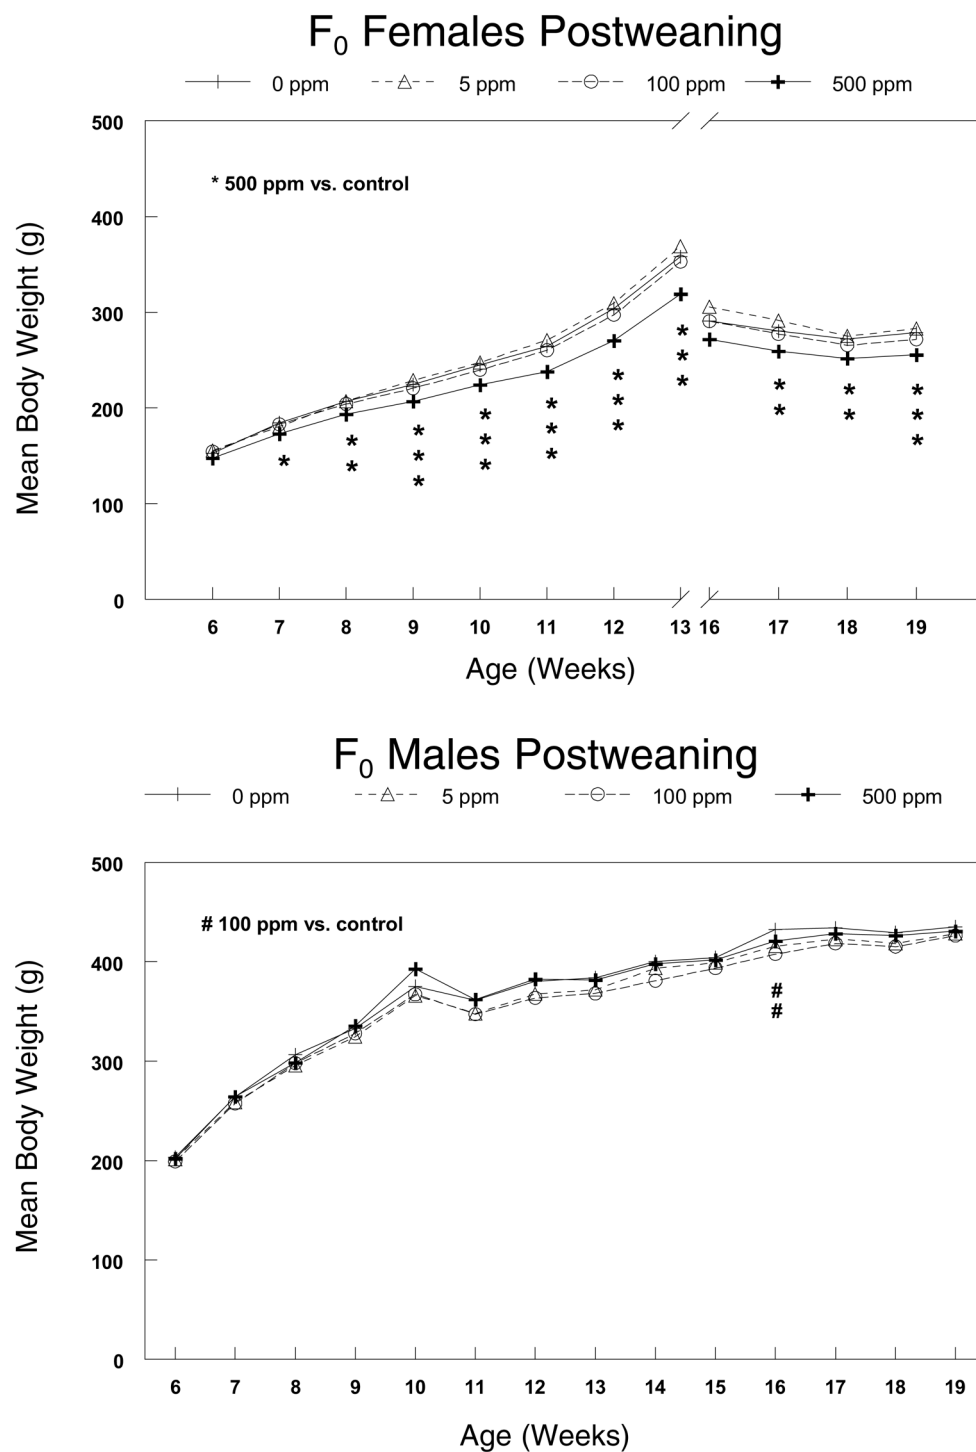 F0 Females Postweaning
0 ppm 5 ppm 100 ppm 500 ppm
500
* 500 ppm vs. control
400
300
200
100
0
Mean Body Weight (g)
* * * * * * * * * * * *
* * * * * * * * *
* * * * * *
6 7 8 9 10 11 12 13 16 17 18 19
Age (Weeks)
F0 Males Postweaning
0 ppm 5 ppm 100 ppm 500 ppm
500
# 100 ppm vs. control
400
#
#
300
200
100
0
Mean Body Weight (g)
6 7 8 9 10 11 12 13 14 15 16 17 18 19
Age (Weeks)